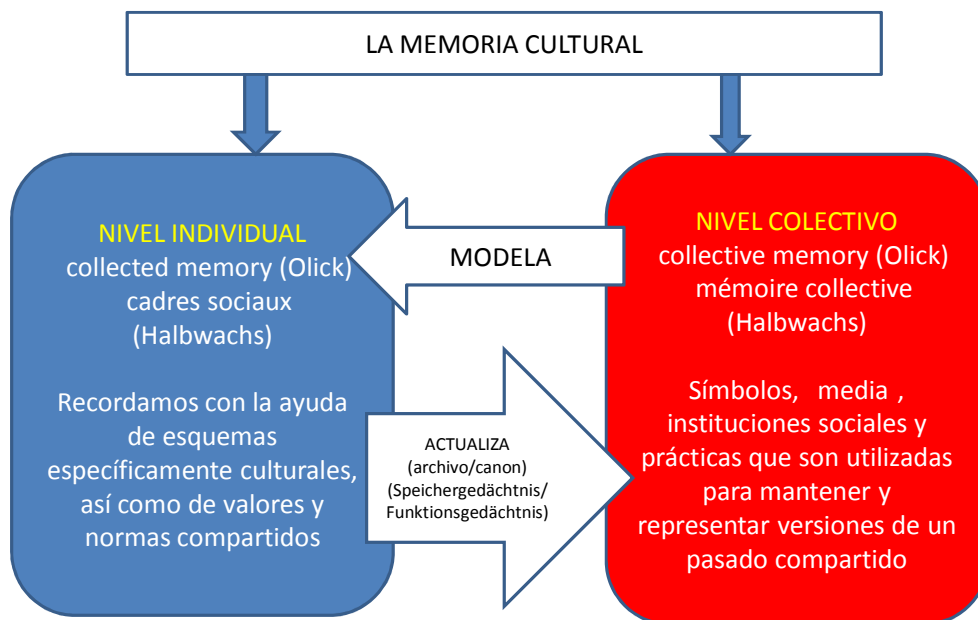 LA MEMORIA CULTURAL
NIVEL INDIVIDUAL
collected memory (Olick)
cadres sociaux
(Halbwachs)
Recordamos con la ayuda
de esquemas
específicamente culturales,
así como de valores y
normas compartidos
MODELA
ACTUALIZA
(archivo/canon)
(Speichergedächtnis/
Funktionsgedächtnis)
NIVEL COLECTIVO
collective memory (Olick)
mémoire collective
(Halbwachs)
Símbolos, media ,
instituciones sociales y
prácticas que son utilizadas
para mantener y
representar versiones de un
pasado compartido